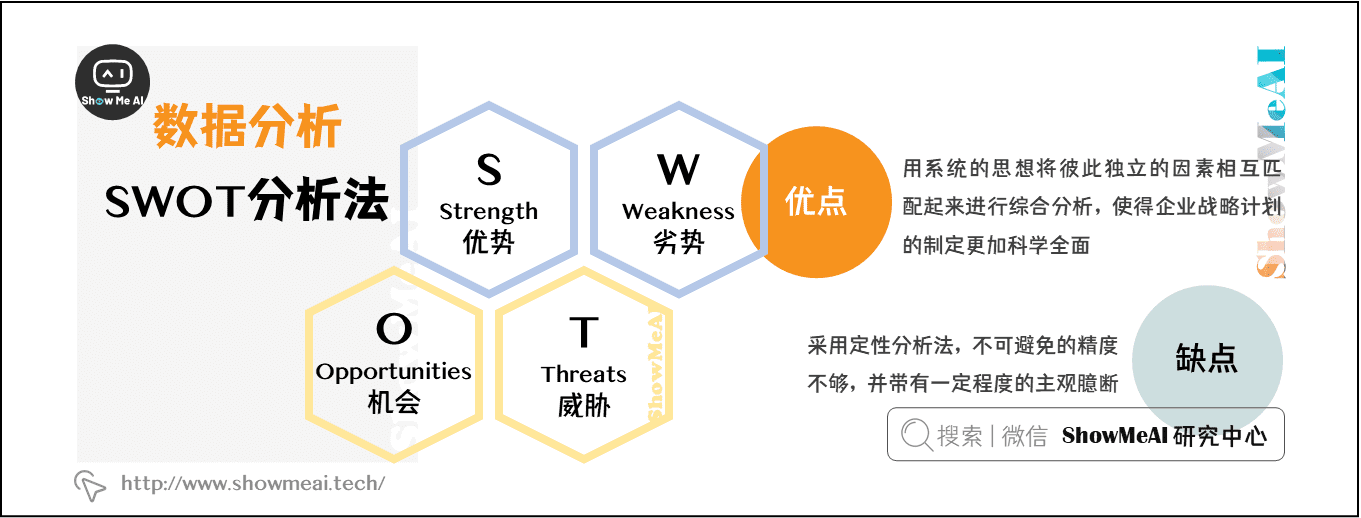 Show Me AI
数据分析
SWOT分析法
S
Strength
优势
W
Weakness
劣势
O
Opportunities
机会
T
Threats
威胁
优点
用系统的思想将彼此独立的因素相互匹
配起来进行综合分析，使得企业战略计划
的制定更加科学全面
采用定性分析法，不可避免的精度
不够，并带有一定程度的主观臆断
缺点
搜索 | 微信 ShowMeAI 研究中心
http://www.showmeai.tech/
ShowMeAI
ShowMeAI
ShowMeAI